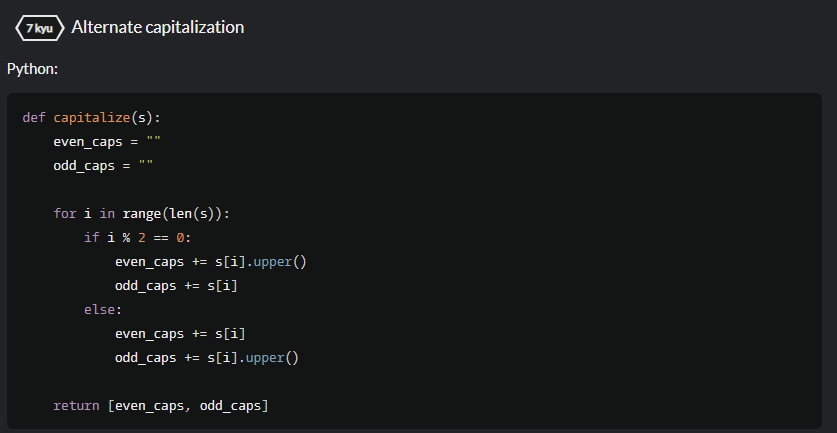 7 kyu Alternate capitalization
Python:
def capitalize(s):
    even_caps = ""
    odd_caps = ""
    for i in range(len(s)):
        if i % 2 == 0:
            even_caps += s[i].upper()
            odd_caps += s[i]
        else:
            even_caps += s[i]
            odd_caps += s[i].upper()
    return [even_caps, odd_caps]